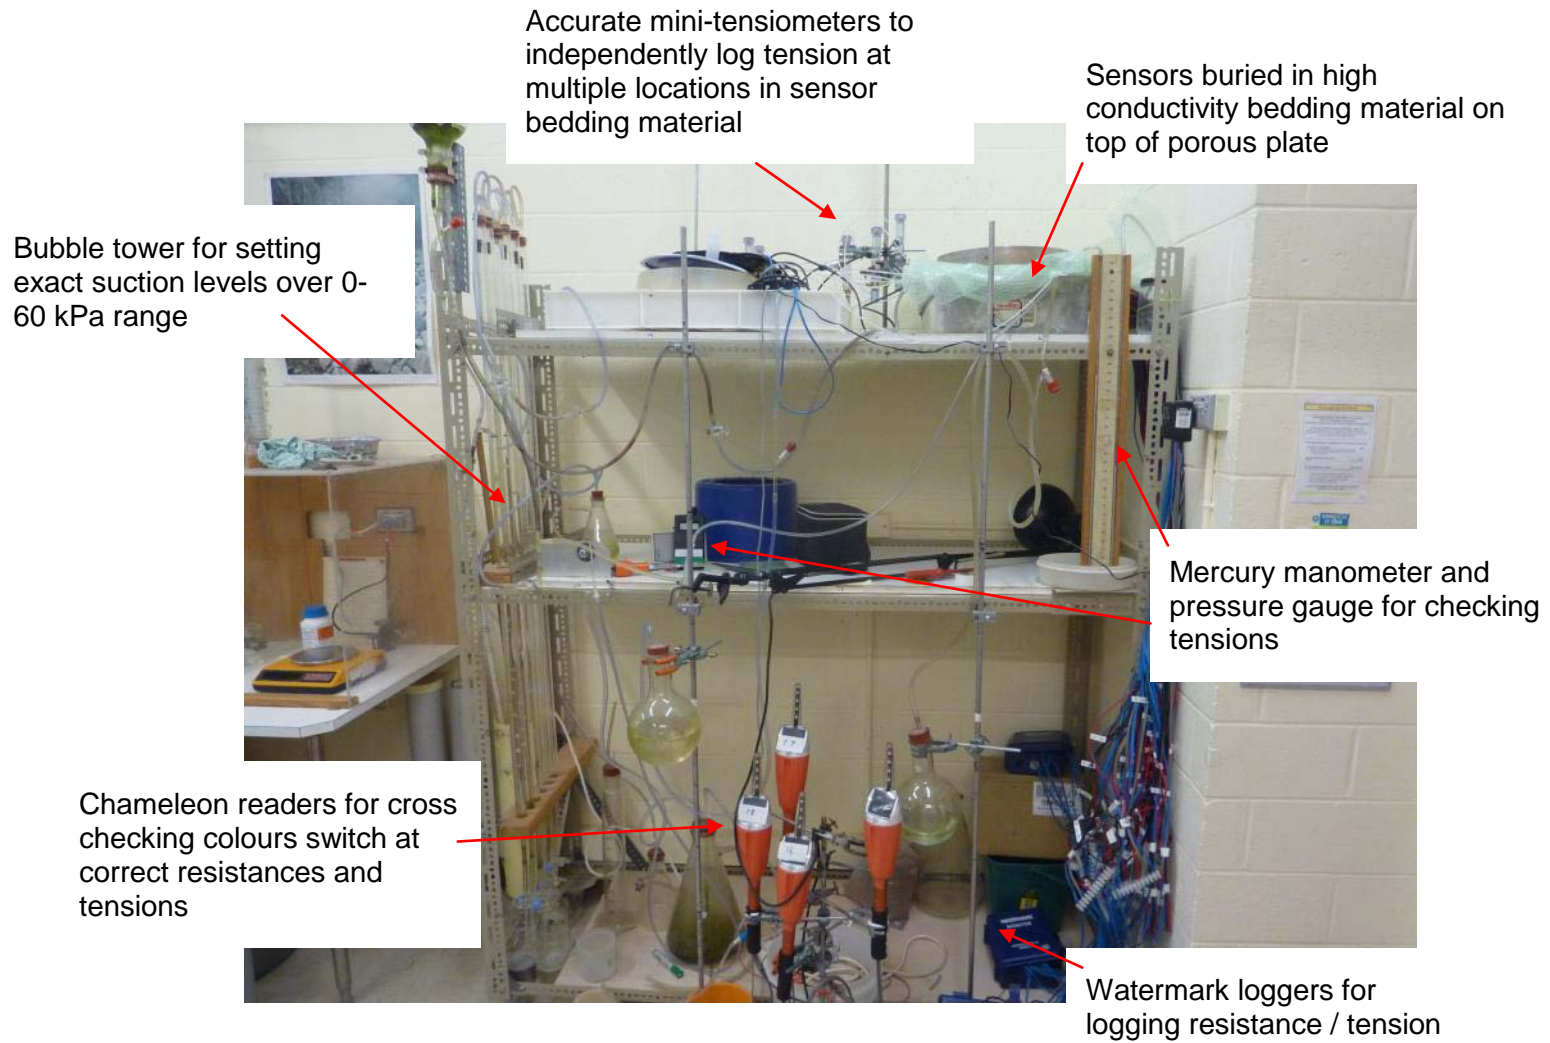 Accurate mini-tensiometers to
independently log tension at
multiple locations in sensor
bedding material
Sensors buried in high
conductivity bedding material on
top of porous plate
Bubble tower for setting
exact suction levels over 0-
60 kPa range
Mercury manometer and
pressure gauge for checking
tensions
Chameleon readers for cross
checking colours switch at
correct resistances and
tensions
Watermark loggers for
logging resistance / tension